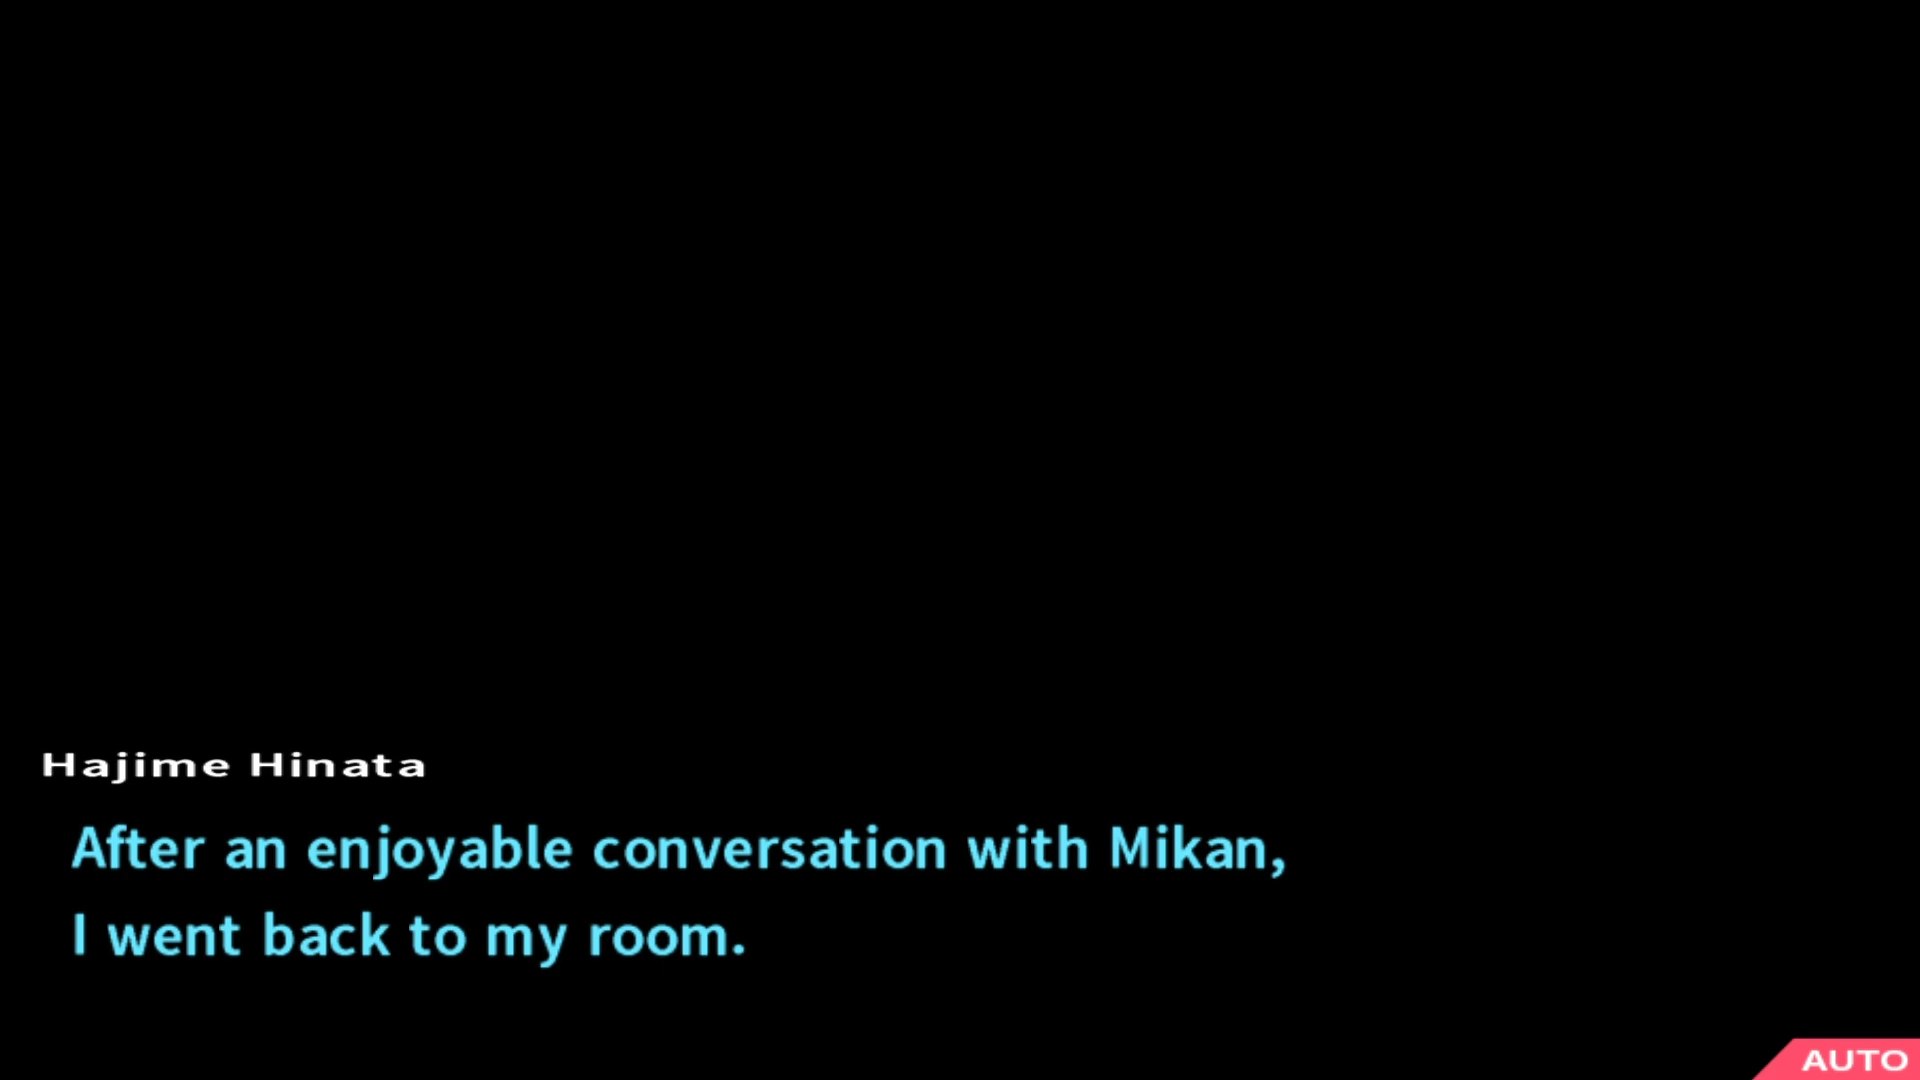 Hajime Hinata
After an enjoyable conversation with Mikan,
I went back to my room.
AUTO